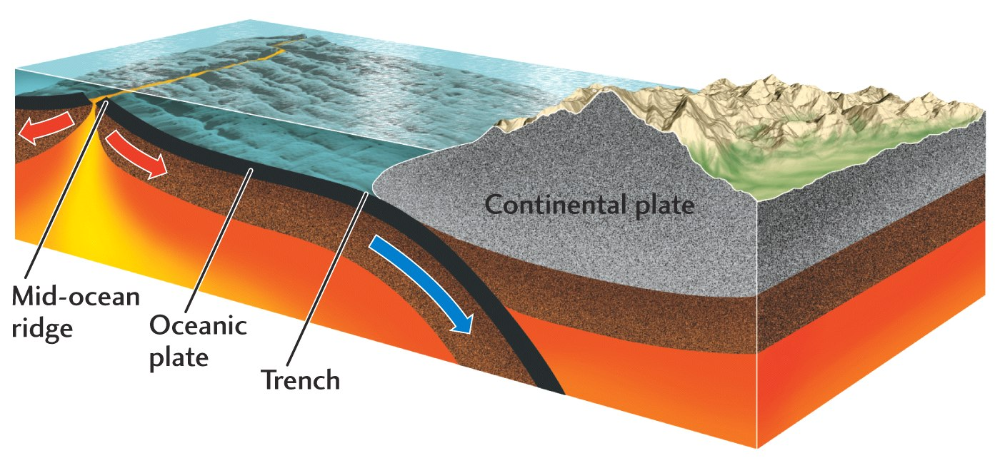 Continental plate
Mid-ocean
ridge
Oceanic
plate
Trench